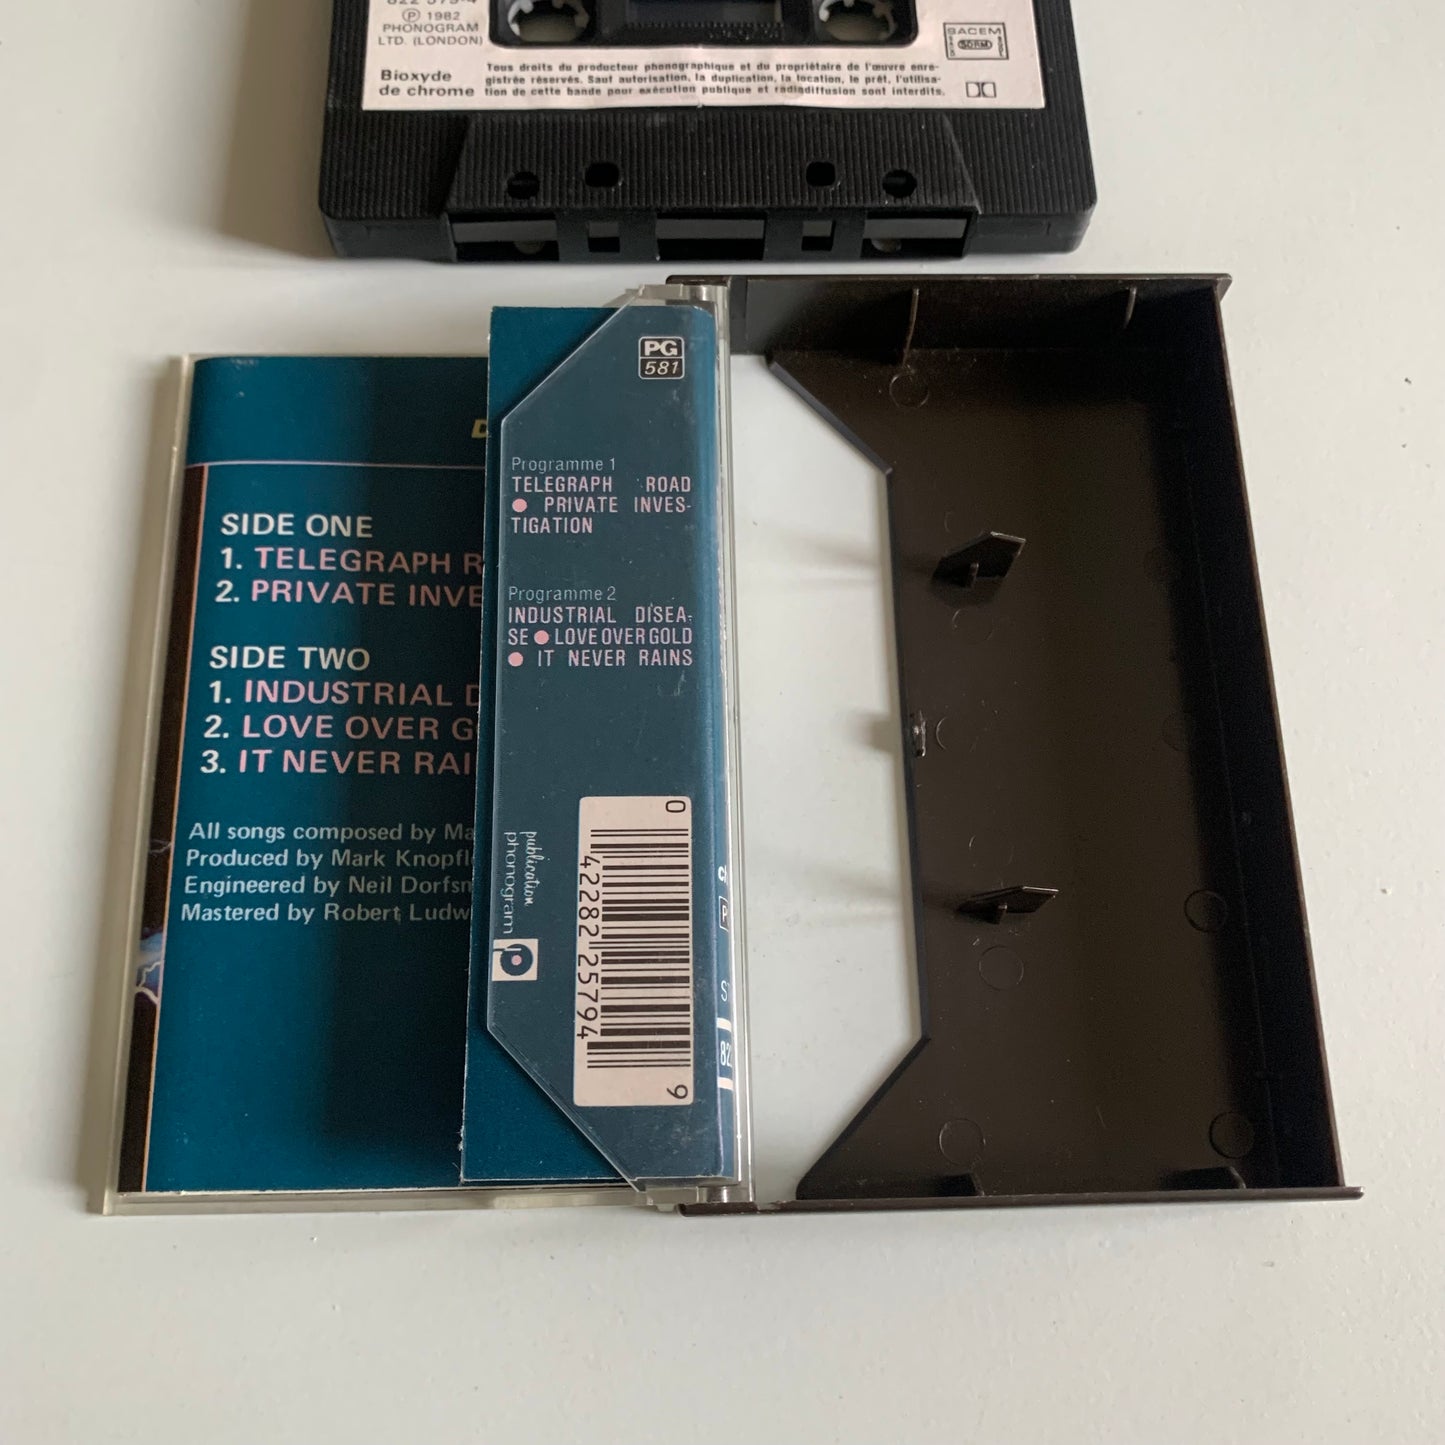 ℗ 1982
PHONOGRAM
LTD. (LONDON)
SACEM
SDRM
Bioxyde
de chrome
Tous droits du producteur phonographique et du propriétaire de l'œuvre enre-
gistrée réservés. Sauf autorisation, la duplication, la location, le prêt, l'utilisa-
tion de cette bande pour exécution publique et radiodiffusion sont interdits.
D
SIDE ONE
1. TELEGRAPH R
2. PRIVATE INVE
SIDE TWO
1. INDUSTRIAL D
2. LOVE OVER G
3. IT NEVER RAI
All songs composed by Ma
Produced by Mark Knopfl
Engineered by Neil Dorfsm
Mastered by Robert Ludwi
PG
581
Programme 1
TELEGRAPH ROAD
● PRIVATE INVES-
TIGATION
Programme 2
INDUSTRIAL DISEA-
SE ● LOVE OVER GOLD
● IT NEVER RAINS
publication
phonogram
0 42282 25794 9
P
S
82